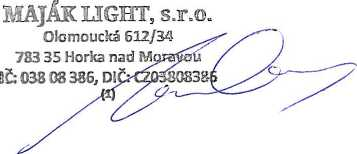 MAJÁK LIGHT, s.r.o.
Olomoucká 612/34
783 35 Horka nad Moravou
IČ: 038 08 386, DIČ: CZ03808386
(1)